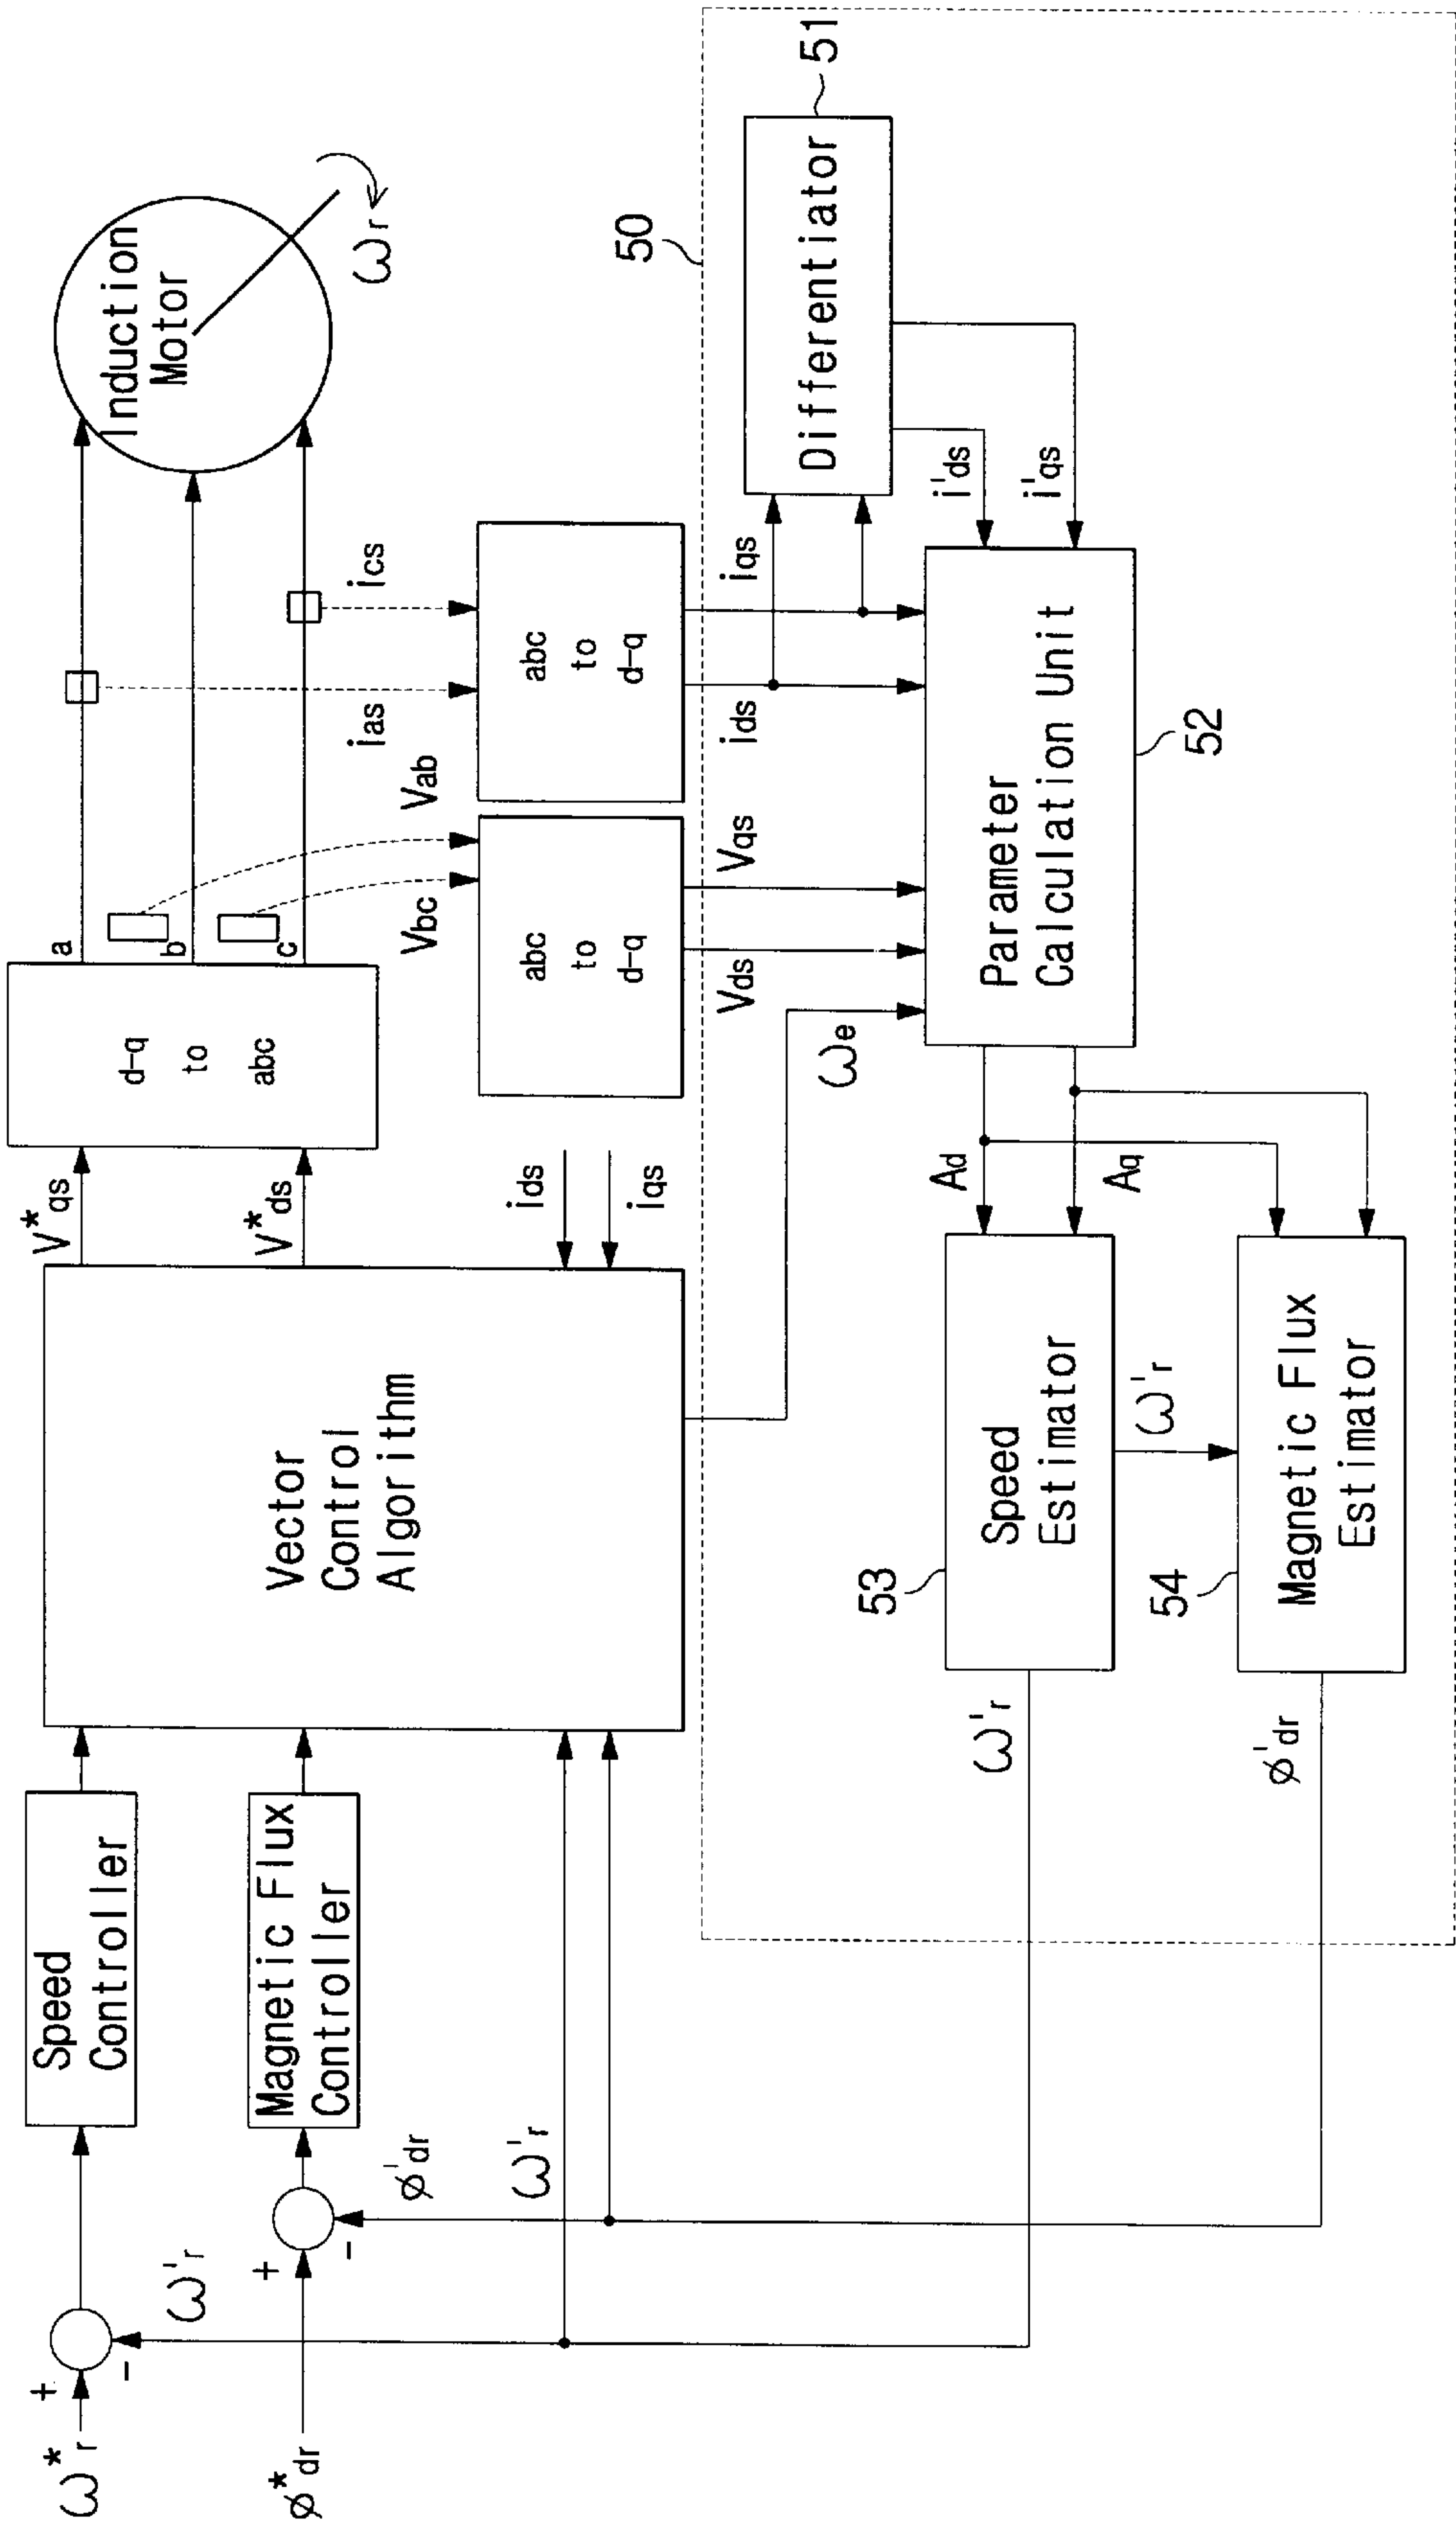 ω*r
+
-
ω'r
Speed
Controller
φ*dr
+
-
φ'dr
Magnetic Flux
Controller
ω'r
Vector
Control
Algorithm
V*qs
V*ds
ids
iqs
d-q
to
abc
a
b
c
Induction
Motor
ωr
ias
ics
Vab
Vbc
abc
to
d-q
abc
to
d-q
50
Vds
Vqs
ids
iqs
ωe
Differentiator
51
i'ds
i'qs
Parameter
Calculation Unit
52
Ad
Aq
53
Speed
Estimator
ω'r
ω'r
54
Magnetic Flux
Estimator
φ'dr